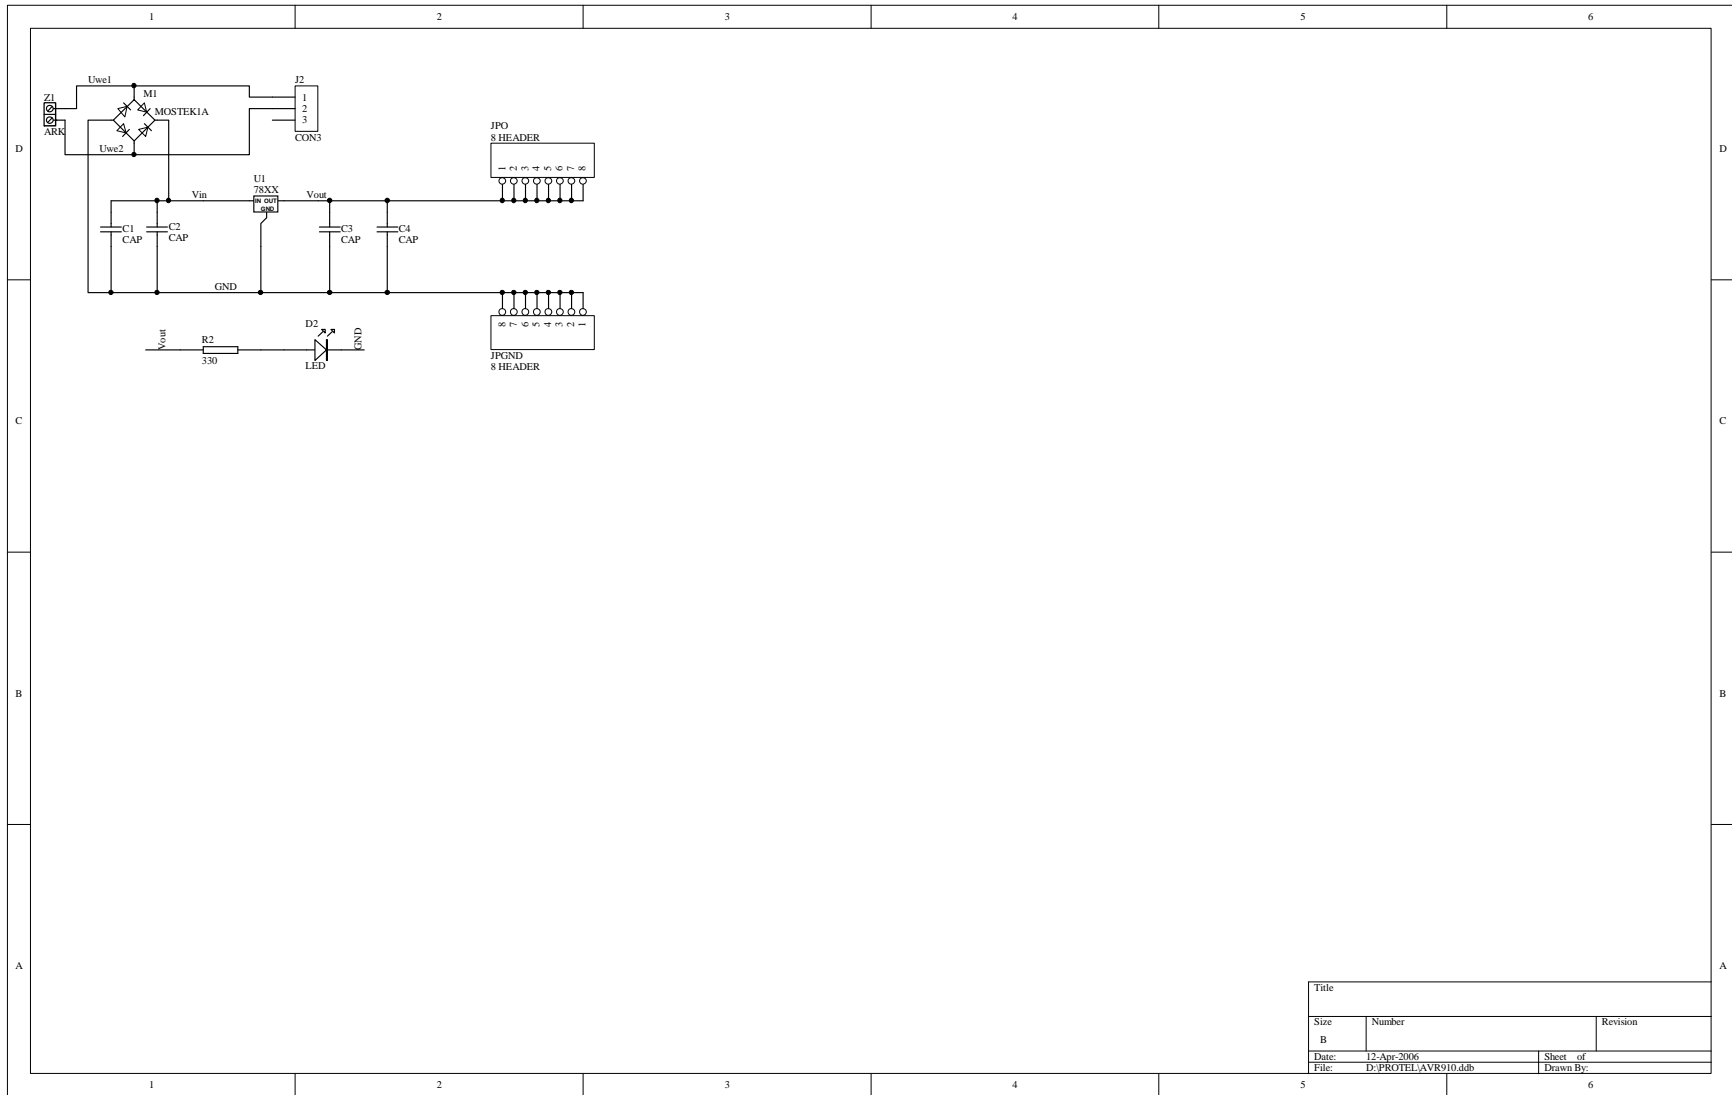 1 2 3 4 5 6
Uwe1
J2
Z1
M1
1
MOSTEK1A
2
3
ARK
CON3
Uwe2
JPO
8 HEADER
D D
1 2 3 4 5 6 7 8
U1
78XX
Vin
Vout
IN OUT
GND
C1
CAP
C2
CAP
C3
CAP
C4
CAP
GND
8 7 6 5 4 3 2 1
JPGND
8 HEADER
Vout
R2
330
D2
LED
GND
C C
B B
A A
Title
Size
B
Number
Revision
Date: 12-Apr-2006
Sheet of
File: D:\PROTEL\AVR910.ddb
Drawn By:
1 2 3 4 5 6